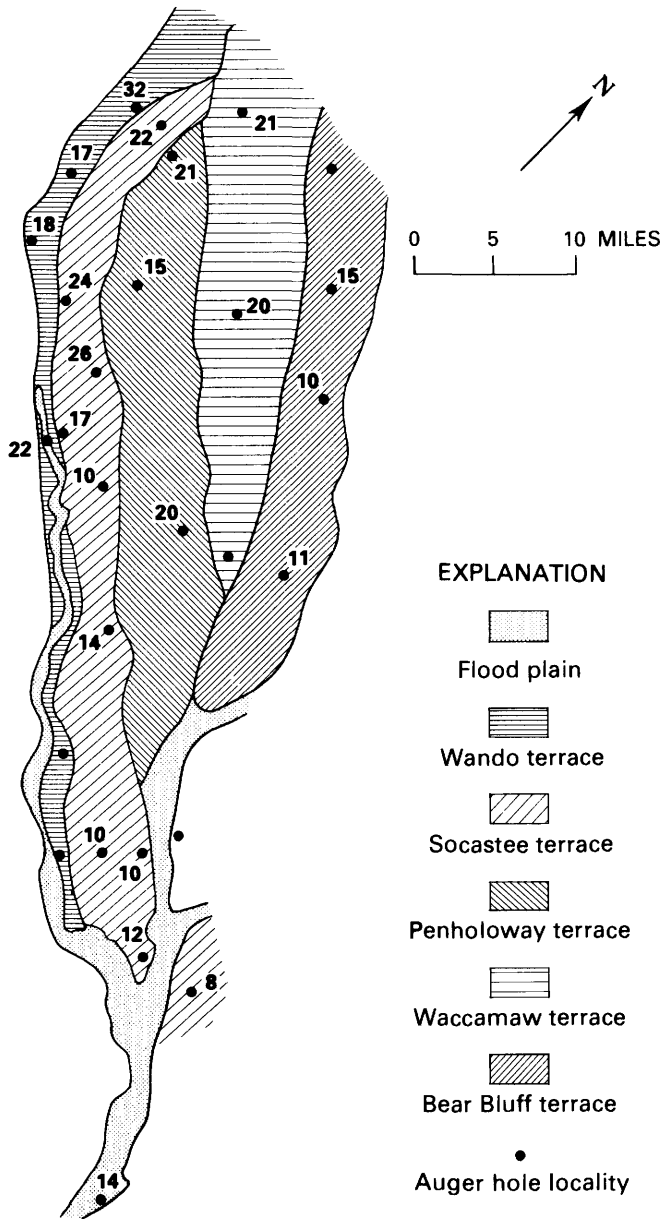 32
N
22
21
17
21
18
0 5 10 MILES
24
15
15
20
26
10
17
22
10
20
11
14
EXPLANATION
Flood plain
Wando terrace
Socastee terrace
10
10
Penholoway terrace
12
8
Waccamaw terrace
Bear Bluff terrace
14
Auger hole locality